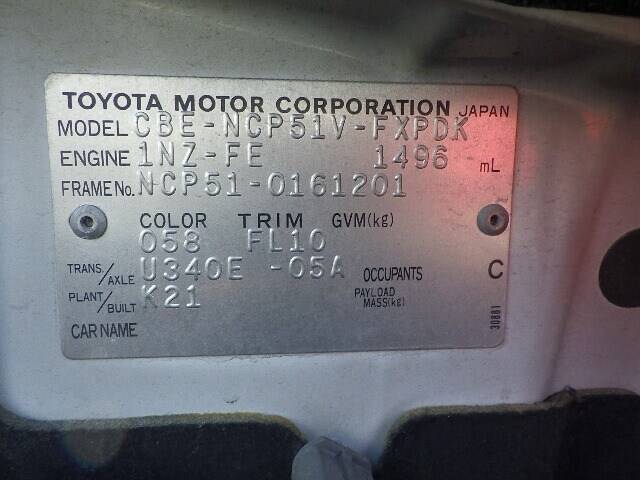 TOYOTA MOTOR CORPORATION JAPAN
MODEL CBE-NCP51V-FXPDK
ENGINE 1NZ-FE 1496 mL
FRAME No. NCP51-0161201
COLOR TRIM GVM(kg)
058 FL10
TRANS./AXLE U340E -05A OCCUPANTS C
PLANT/BUILT K21 PAYLOAD MASS(kg)
CAR NAME
30881